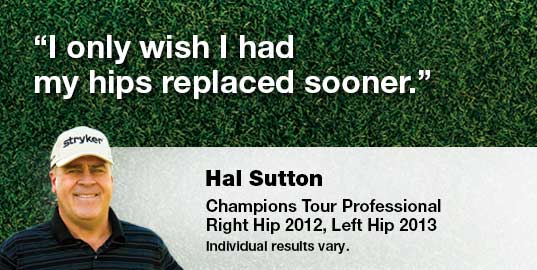 “I only wish I had
my hips replaced sooner.”
stryker
Hal Sutton
Champions Tour Professional
Right Hip 2012, Left Hip 2013
Individual results vary.